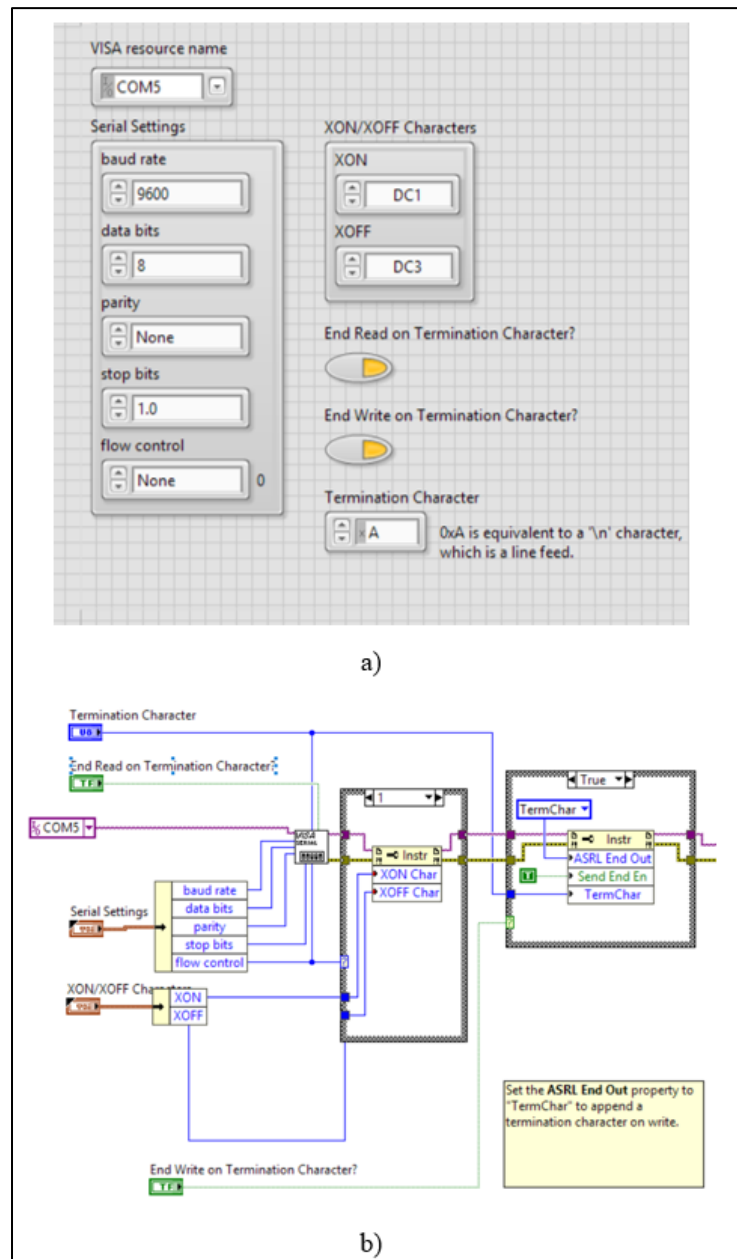 VISA resource name
COM5
Serial Settings
baud rate
9600
data bits
8
parity
None
stop bits
1.0
flow control
None
0
XON/XOFF Characters
XON
DC1
XOFF
DC3
End Read on Termination Character?
End Write on Termination Character?
Termination Character
x A
0xA is equivalent to a '\n' character,
which is a line feed.
a)
Termination Character
U8
End Read on Termination Character?
TF
COM5
VISA
SERIAL
Serial Settings
baud rate
data bits
parity
stop bits
flow control
XON/XOFF Characters
XON
XOFF
1
Instr
XON Char
XOFF Char
True
TermChar
Instr
ASRL End Out
T
Send End En
TermChar
?
?
Set the ASRL End Out property to
"TermChar" to append a
termination character on write.
End Write on Termination Character?
TF
b)